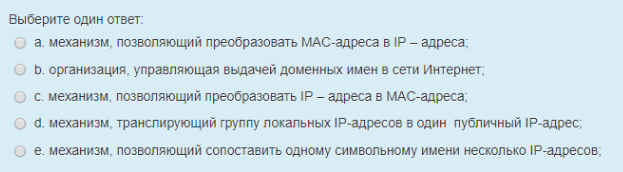 Выберите один ответ:
a. механизм, позволяющий преобразовать MAC-адреса в IP – адреса;
b. организация, управляющая выдачей доменных имен в сети Интернет;
c. механизм, позволяющий преобразовать IP – адреса в MAC-адреса;
d. механизм, транслирующий группу локальных IP-адресов в один  публичный IP-адрес;
e. механизм, позволяющий сопоставить одному символьному имени несколько IP-адресов;